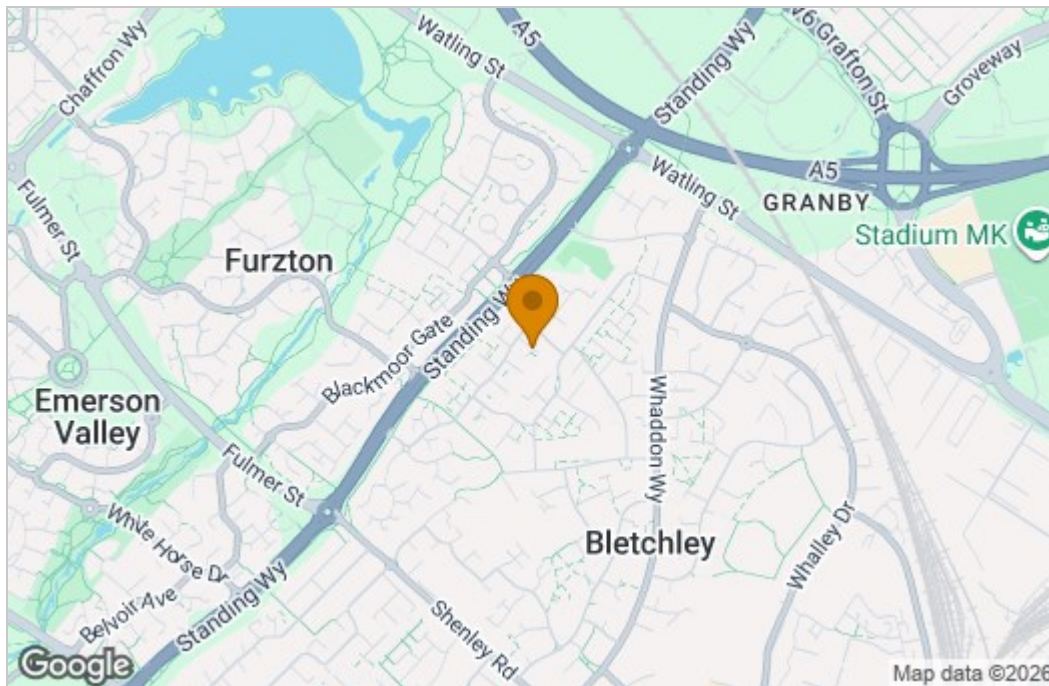 Chaffron Wy
Watling St
A5
Standing Wy
V6 Grafton St
Groveway
Watling St
A5
GRANBY
Stadium MK
Fulmer St
Furzton
Standing Wy
Blackmoor Gate
Emerson
Valley
Whaddon Wy
Fulmer St
White Horse Dr
Bletchley
Whalley Dr
Belvoir Ave
Standing Wy
Shenley Rd
Google
Map data ©2026